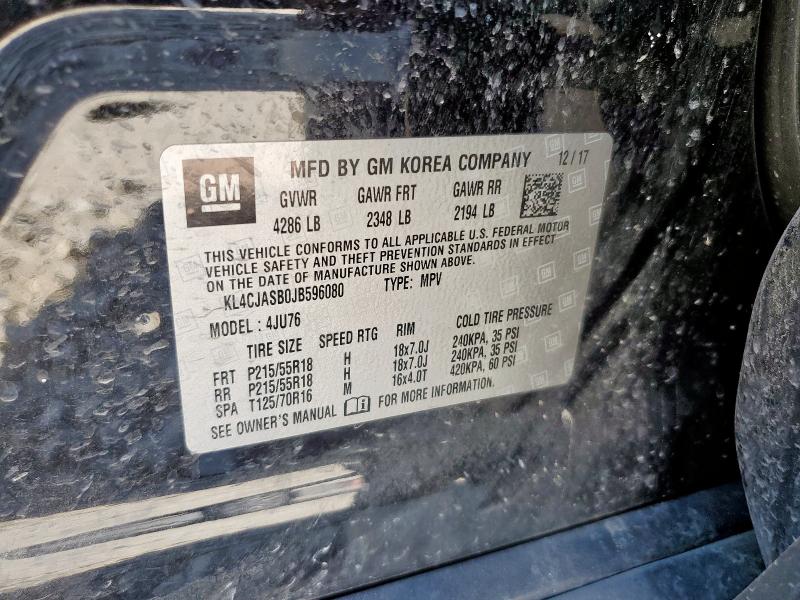 GM
MFD BY GM KOREA COMPANY 12 / 17
GVWR GAWR FRT GAWR RR
4286 LB 2348 LB 2194 LB
THIS VEHICLE CONFORMS TO ALL APPLICABLE U.S. FEDERAL MOTOR
VEHICLE SAFETY AND THEFT PREVENTION STANDARDS IN EFFECT
ON THE DATE OF MANUFACTURE SHOWN ABOVE.
KL4CJASB0JB596080 TYPE: MPV
MODEL : 4JU76
TIRE SIZE SPEED RTG RIM COLD TIRE PRESSURE
FRT P215/55R18 H 18x7.0J 240KPA, 35 PSI
RR P215/55R18 H 18x7.0J 240KPA, 35 PSI
SPA T125/70R16 M 16x4.0T 420KPA, 60 PSI
SEE OWNER'S MANUAL FOR MORE INFORMATION.